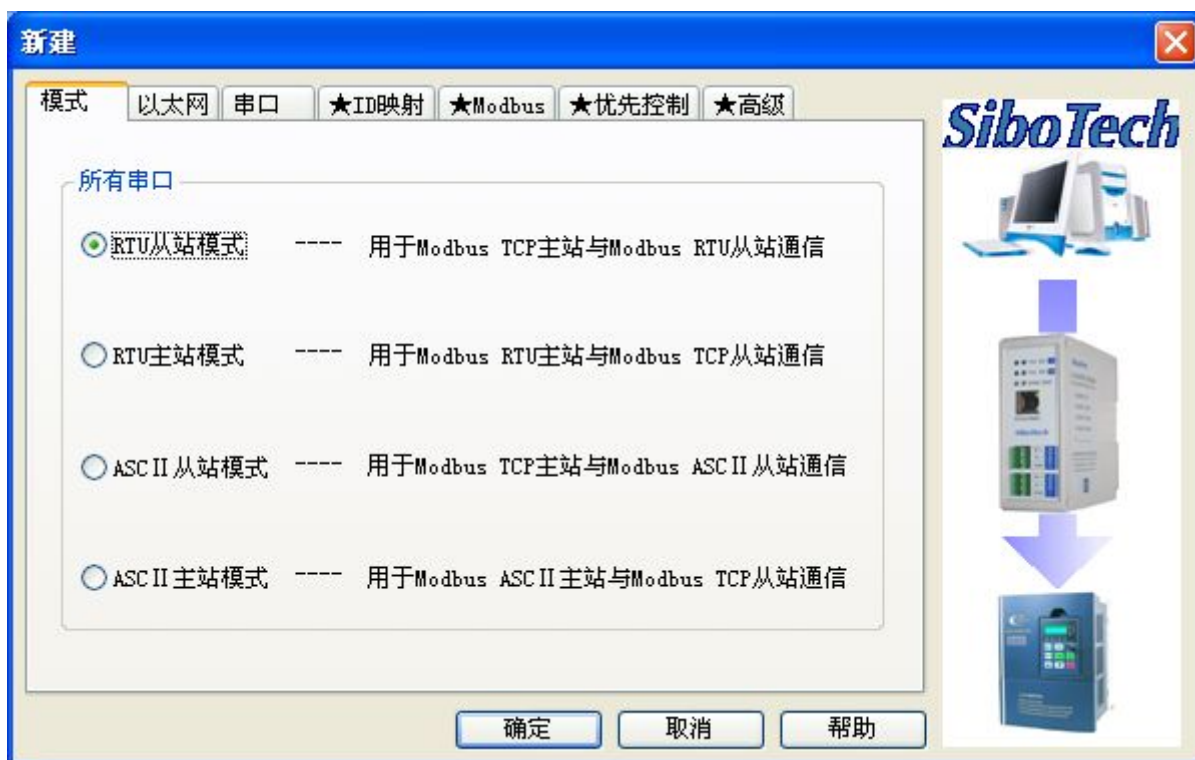 新建
模式 以太网 串口 ★ID映射 ★Modbus ★优先控制 ★高级
SiboTech
所有串口
RTU从站模式 ---- 用于Modbus TCP主站与Modbus RTU从站通信
RTU主站模式 ---- 用于Modbus RTU主站与Modbus TCP从站通信
ASCII从站模式 ---- 用于Modbus TCP主站与Modbus ASCII从站通信
ASCII主站模式 ---- 用于Modbus ASCII主站与Modbus TCP从站通信
确定 取消 帮助